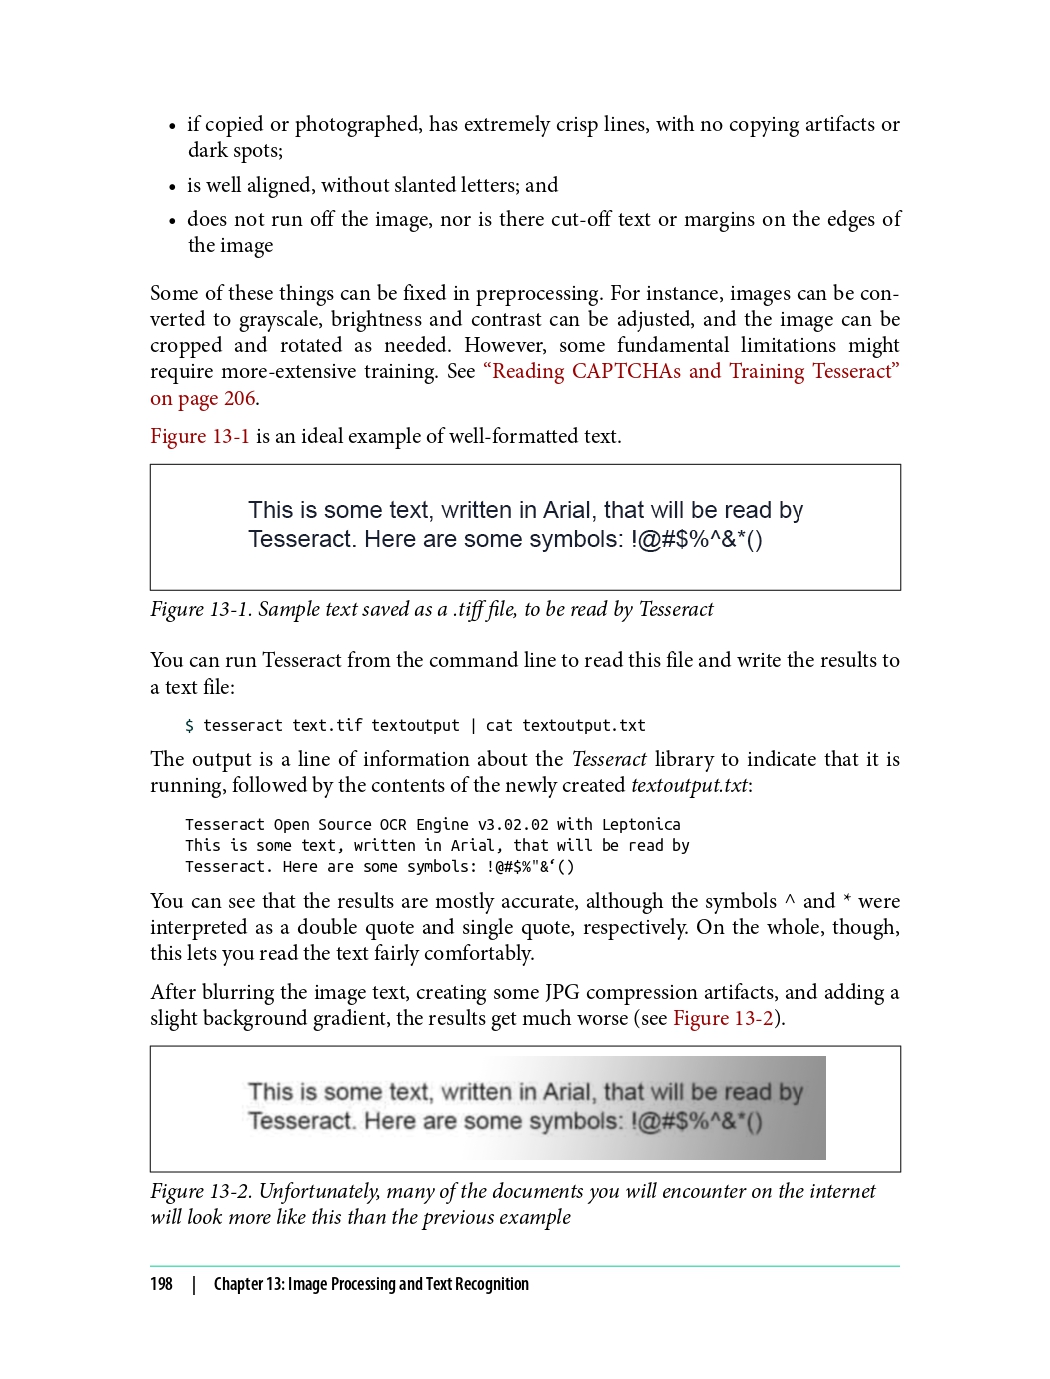 • if copied or photographed, has extremely crisp lines, with no copying artifacts or
dark spots;
• is well aligned, without slanted letters; and
• does not run off the image, nor is there cut-off text or margins on the edges of
the image
Some of these things can be fixed in preprocessing. For instance, images can be con-
verted to grayscale, brightness and contrast can be adjusted, and the image can be
cropped and rotated as needed. However, some fundamental limitations might
require more-extensive training. See “Reading CAPTCHAs and Training Tesseract”
on page 206.
Figure 13-1 is an ideal example of well-formatted text.
This is some text, written in Arial, that will be read by
Tesseract. Here are some symbols: !@#$%^&*()
Figure 13-1. Sample text saved as a .tiff file, to be read by Tesseract
You can run Tesseract from the command line to read this file and write the results to
a text file:
$ tesseract text.tif textoutput | cat textoutput.txt
The output is a line of information about the Tesseract library to indicate that it is
running, followed by the contents of the newly created textoutput.txt:
Tesseract Open Source OCR Engine v3.02.02 with Leptonica
This is some text, written in Arial, that will be read by
Tesseract. Here are some symbols: !@#$%"&‘()
You can see that the results are mostly accurate, although the symbols ^ and * were
interpreted as a double quote and single quote, respectively. On the whole, though,
this lets you read the text fairly comfortably.
After blurring the image text, creating some JPG compression artifacts, and adding a
slight background gradient, the results get much worse (see Figure 13-2).
This is some text, written in Arial, that will be read by
Tesseract. Here are some symbols: !@#$%^&*()
Figure 13-2. Unfortunately, many of the documents you will encounter on the internet
will look more like this than the previous example
198 | Chapter 13: Image Processing and Text Recognition